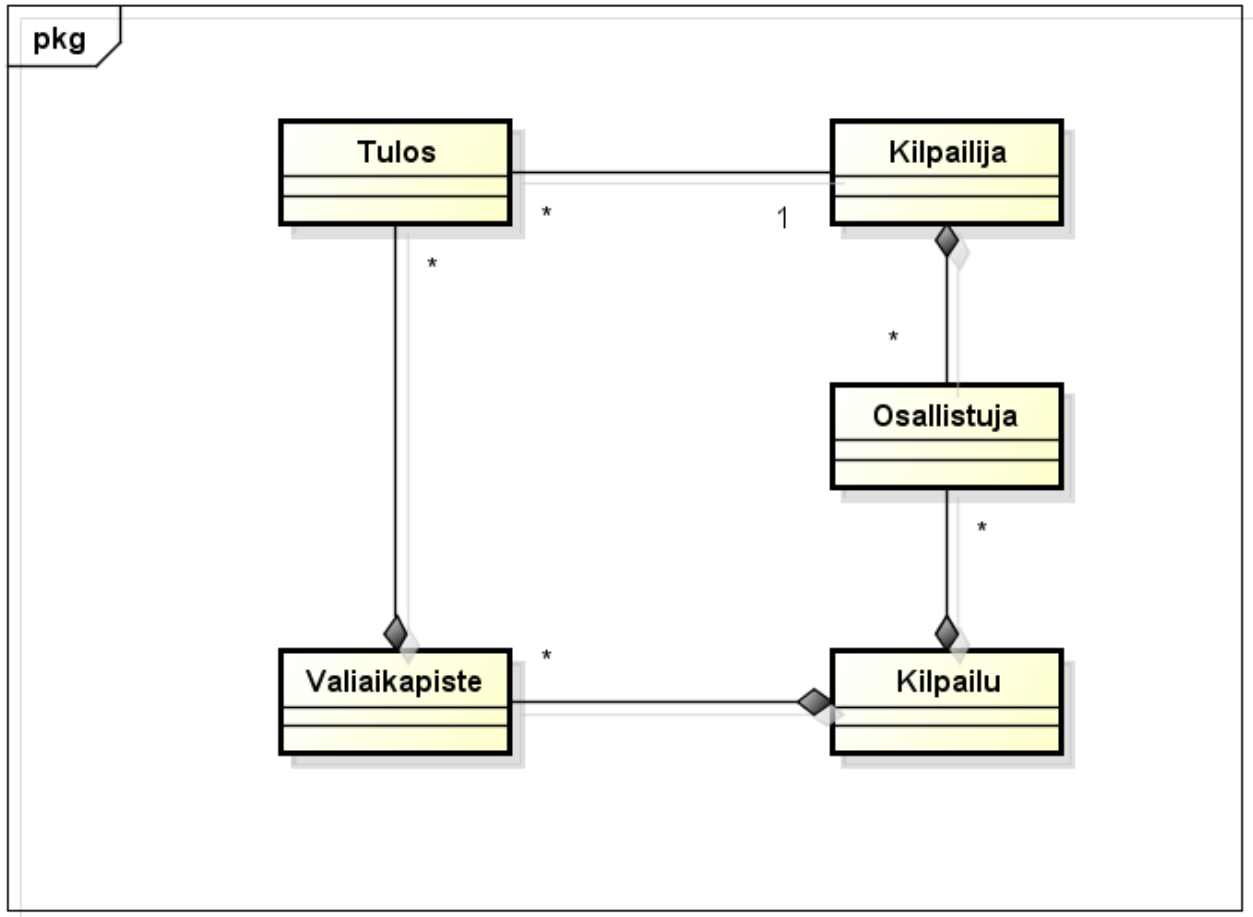 pkg
Tulos
Kilpailija
*
1
*
*
Osallistuja
*
*
Valiaikapiste
Kilpailu